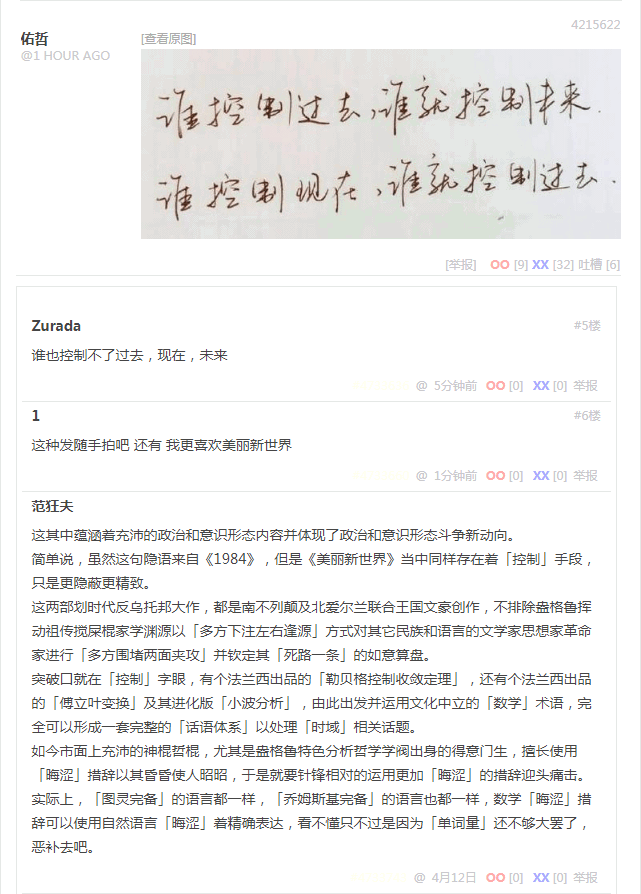 4215622
佑哲
@1 HOUR AGO
[查看原图]
谁控制过去,谁就控制未来.
谁控制现在,谁就控制过去.
[举报] OO [9] XX [32] 吐槽 [6]
Zurada
#5楼
谁也控制不了过去，现在，未来
@ 5分钟前 OO [0] XX [0] 举报
1
#6楼
这种发随手拍吧 还有 我更喜欢美丽新世界
@ 1分钟前 OO [0] XX [0] 举报
范狂夫
这其中蕴涵着充沛的政治和意识形态内容并体现了政治和意识形态斗争新动向。
简单说，虽然这句隐语来自《1984》，但是《美丽新世界》当中同样存在着「控制」手段，
只是更隐蔽更精致。
这两部划时代反乌托邦大作，都是南不列颠及北爱尔兰联合王国文豪创作，不排除盎格鲁挥
动祖传搅屎棍家学渊源以「多方下注左右逢源」方式对其它民族和语言的文学家思想家革命
家进行「多方围堵两面夹攻」并钦定其「死路一条」的如意算盘。
突破口就在「控制」字眼，有个法兰西出品的「勒贝格控制收敛定理」，还有个法兰西出品
的「傅立叶变换」及其进化版「小波分析」，由此出发并运用文化中立的「数学」术语，完
全可以形成一套完整的「话语体系」以处理「时域」相关话题。
如今市面上充沛的神棍哲棍，尤其是盎格鲁特色分析哲学学阀出身的得意门生，擅长使用
「晦涩」措辞以其昏昏使人昭昭，于是就要针锋相对的运用更加「晦涩」的措辞迎头痛击。
实际上，「图灵完备」的语言都一样，「乔姆斯基完备」的语言也都一样，数学「晦涩」措
辞可以使用自然语言「晦涩」着精确表达，看不懂只不过是因为「单词量」还不够大罢了，
恶补去吧。
@ 4月12日 OO [0] XX [0] 举报